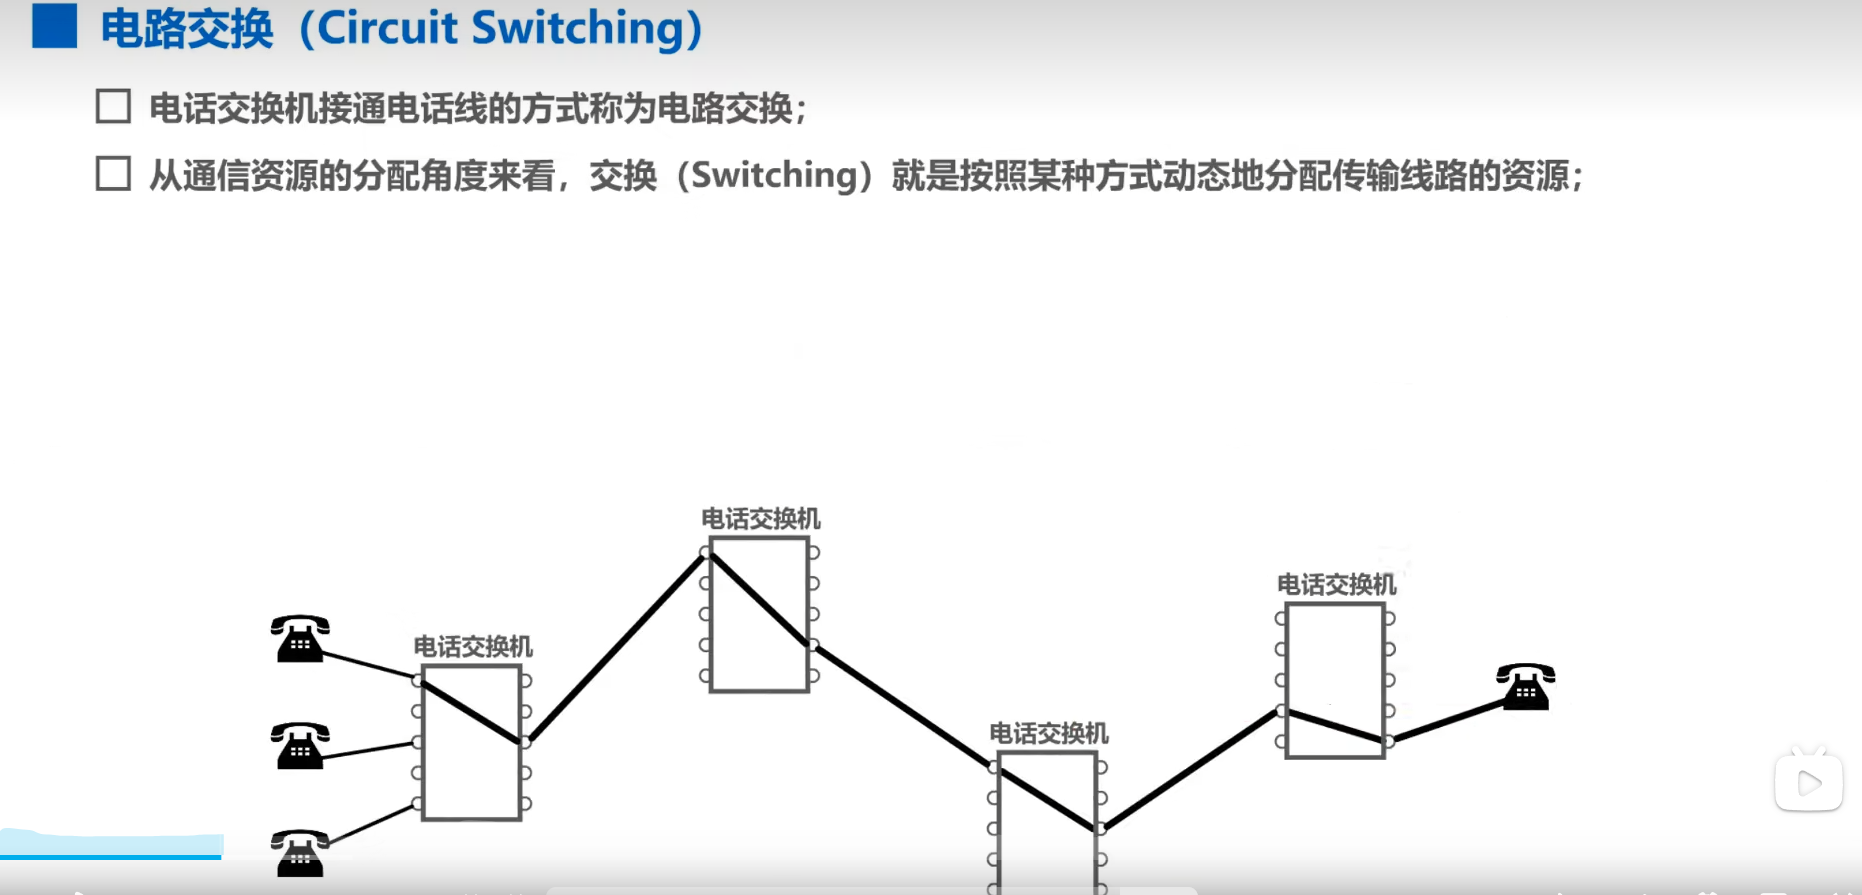 电路交换（Circuit Switching）
电话交换机接通电话线的方式称为电路交换；
从通信资源的分配角度来看，交换（Switching）就是按照某种方式动态地分配传输线路的资源；
电话交换机
电话交换机
电话交换机
电话交换机